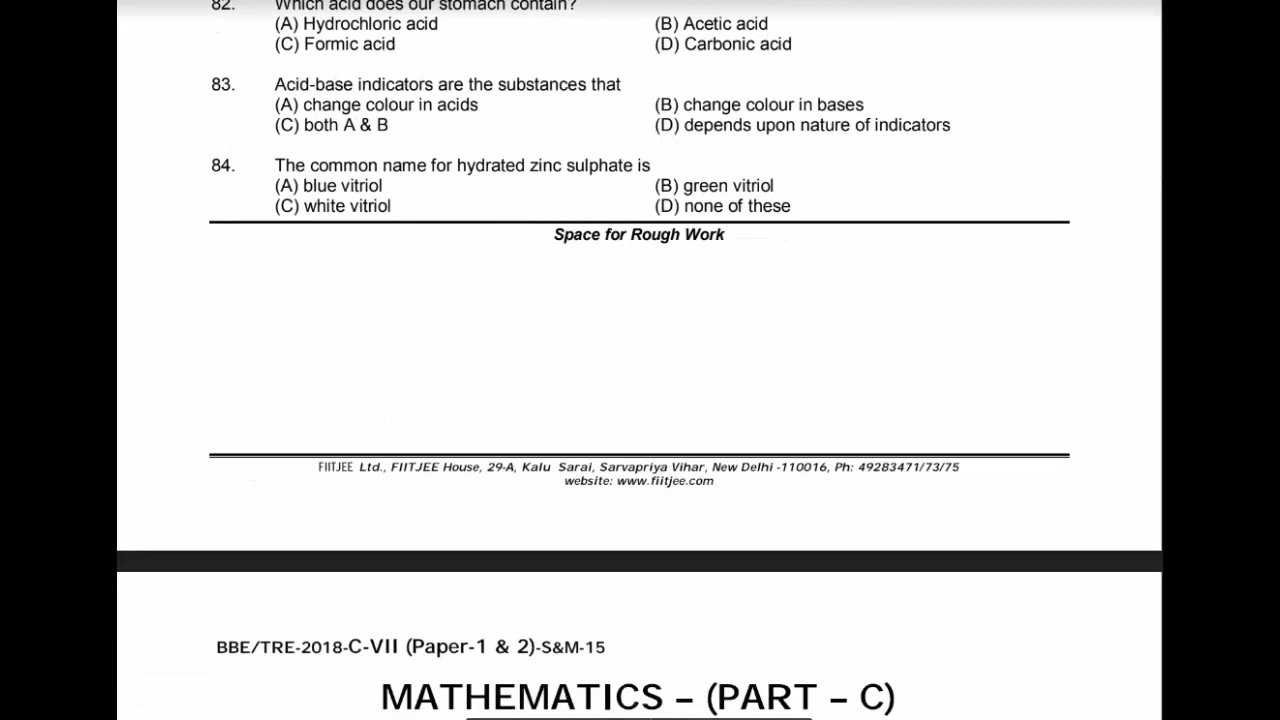 82. Which acid does our stomach contain?
(A) Hydrochloric acid (B) Acetic acid
(C) Formic acid (D) Carbonic acid
83. Acid-base indicators are the substances that
(A) change colour in acids (B) change colour in bases
(C) both A & B (D) depends upon nature of indicators
84. The common name for hydrated zinc sulphate is
(A) blue vitriol (B) green vitriol
(C) white vitriol (D) none of these
Space for Rough Work
FIITJEE Ltd., FIITJEE House, 29-A, Kalu Sarai, Sarvapriya Vihar, New Delhi -110016, Ph: 49283471/73/75
website: www.fiitjee.com
BBE/TRE-2018-C-VII (Paper-1 & 2)-S&M-15
MATHEMATICS – (PART – C)